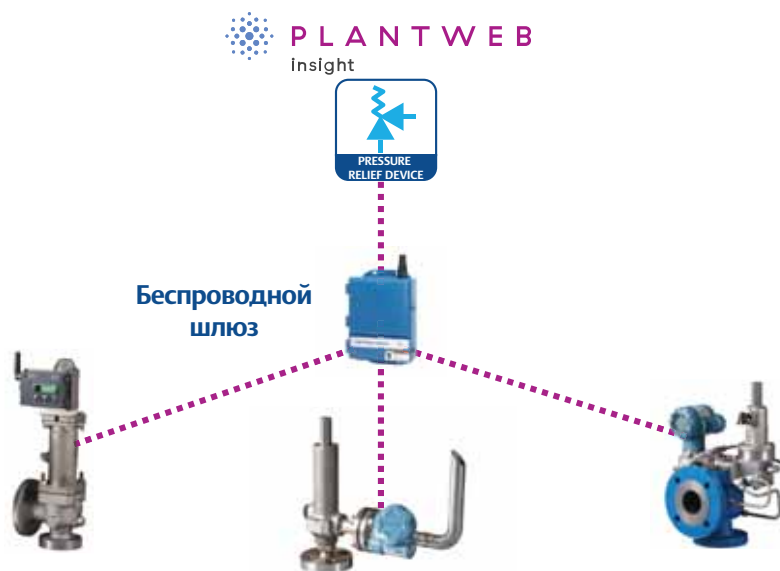 PLANTWEB
insight
PRESSURE
RELIEF DEVICE
Беспроводной
шлюз